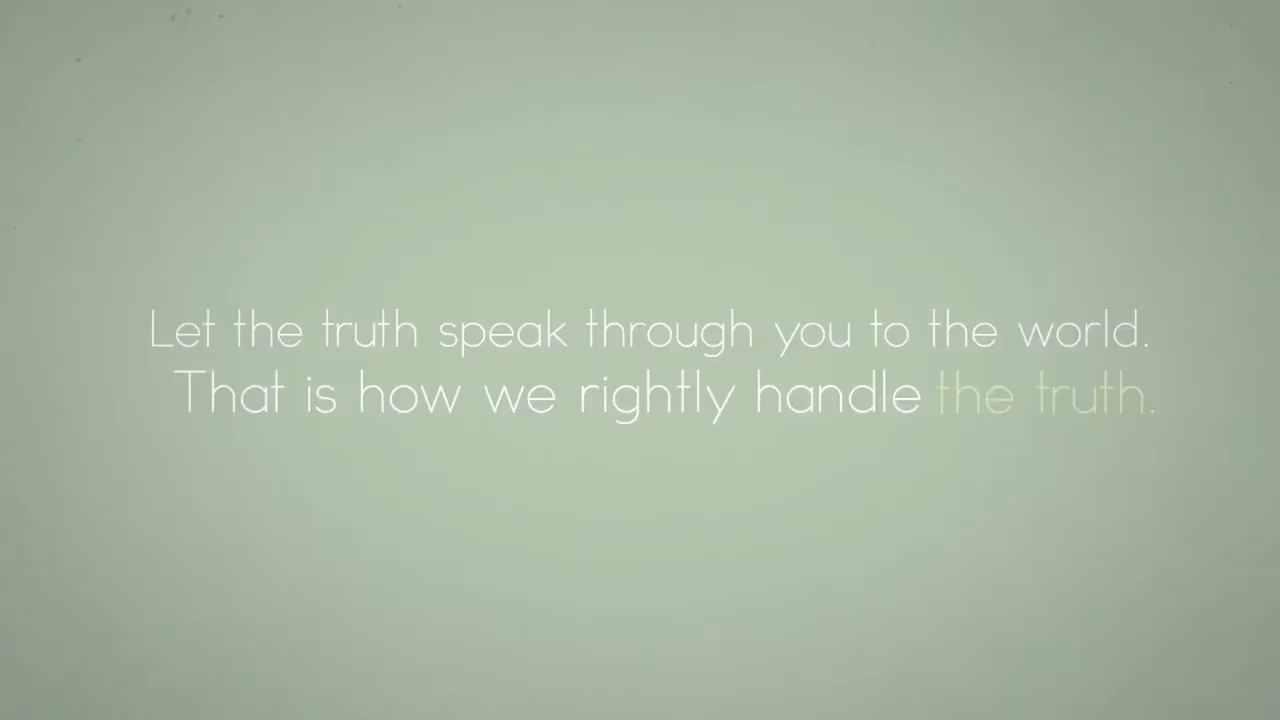 Let the truth speak through you to the world.
That is how we rightly handle the truth.